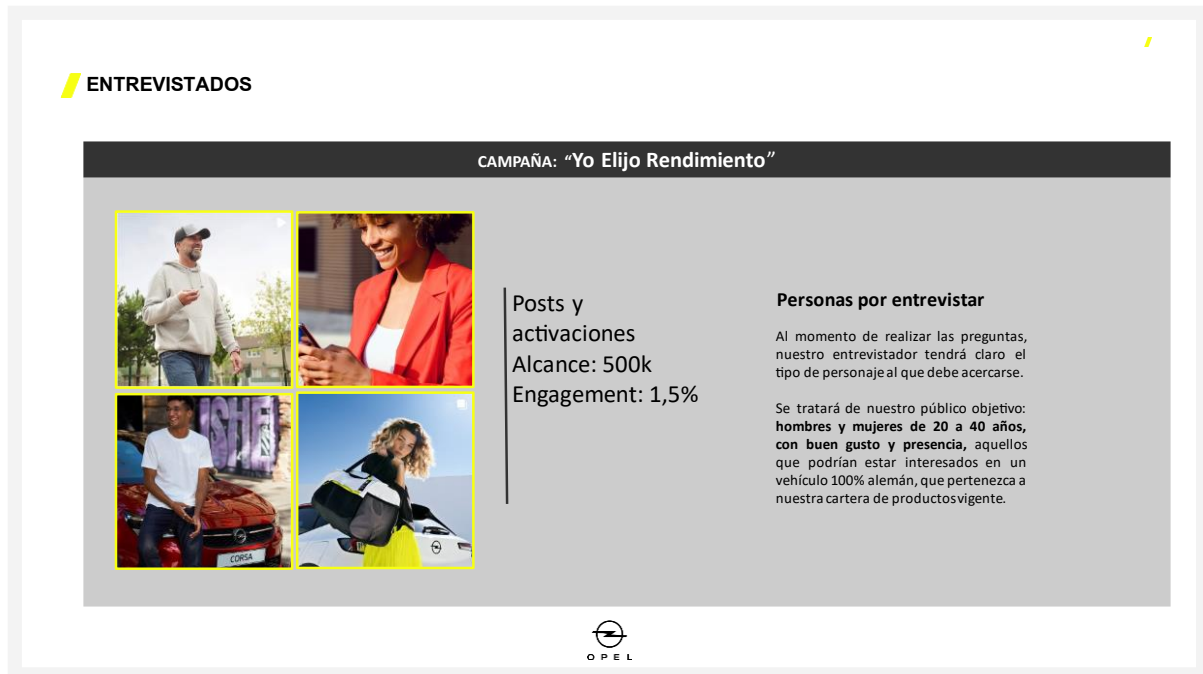 ENTREVISTADOS
CAMPAÑA: “Yo Elijo Rendimiento”
Posts y
activaciones
Alcance: 500k
Engagement: 1,5%
Personas por entrevistar
Al momento de realizar las preguntas,
nuestro entrevistador tendrá claro el
tipo de personaje al que debe acercarse.
Se tratará de nuestro público objetivo:
hombres y mujeres de 20 a 40 años,
con buen gusto y presencia, aquellos
que podrían estar interesados en un
vehículo 100% alemán, que pertenezca a
nuestra cartera de productos vigente.
CORSA
OPEL